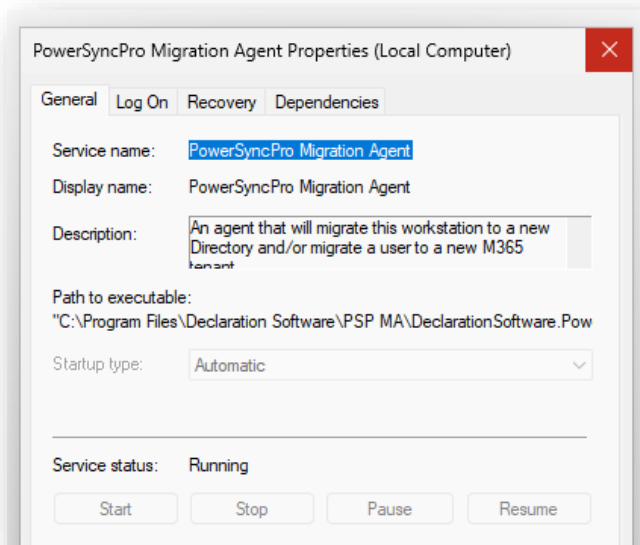 PowerSyncPro Migration Agent Properties (Local Computer)
General Log On Recovery Dependencies
Service name: PowerSyncPro Migration Agent
Display name: PowerSyncPro Migration Agent
Description: An agent that will migrate this workstation to a new
Directory and/or migrate a user to a new M365
tenant
Path to executable:
"C:\Program Files\Declaration Software\PSP MA\DeclarationSoftware.Pow
Startup type: Automatic
Service status: Running
Start Stop Pause Resume